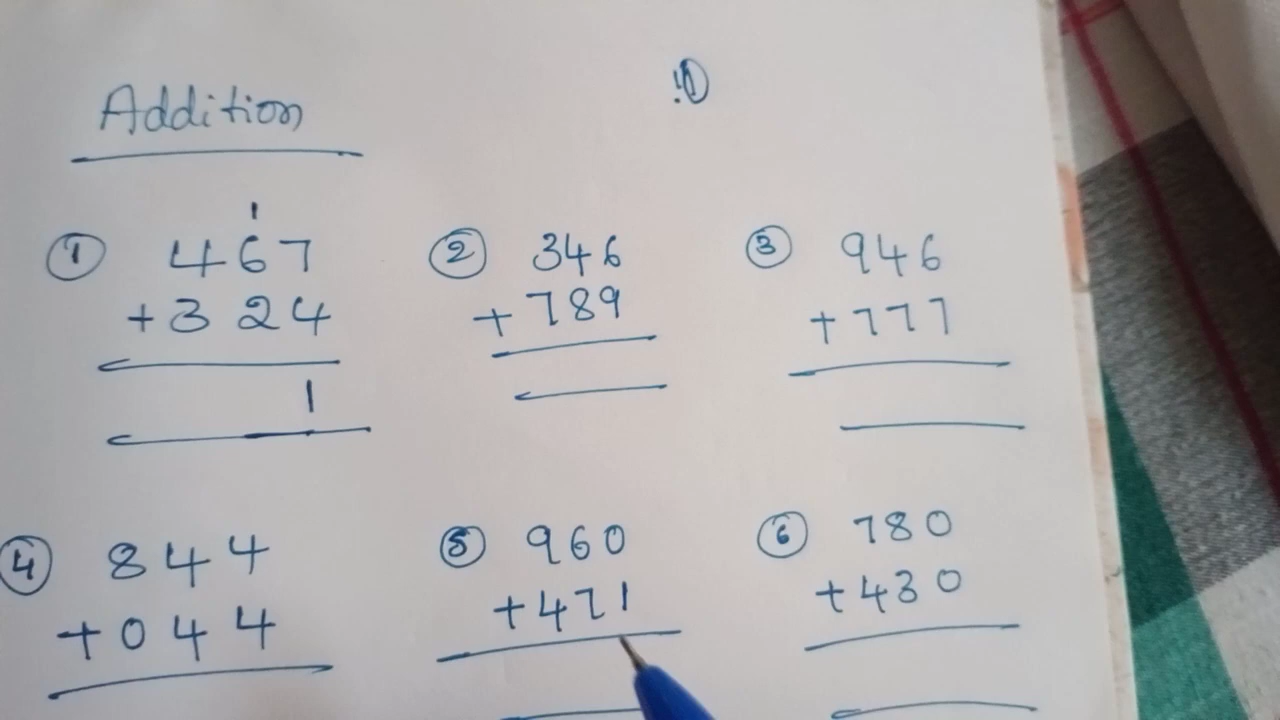 Addition
1
① 467 ② 346 ③ 946
+324 +789 +777
1
④ 844 ⑤ 960 ⑥ 780
+044 +471 +430